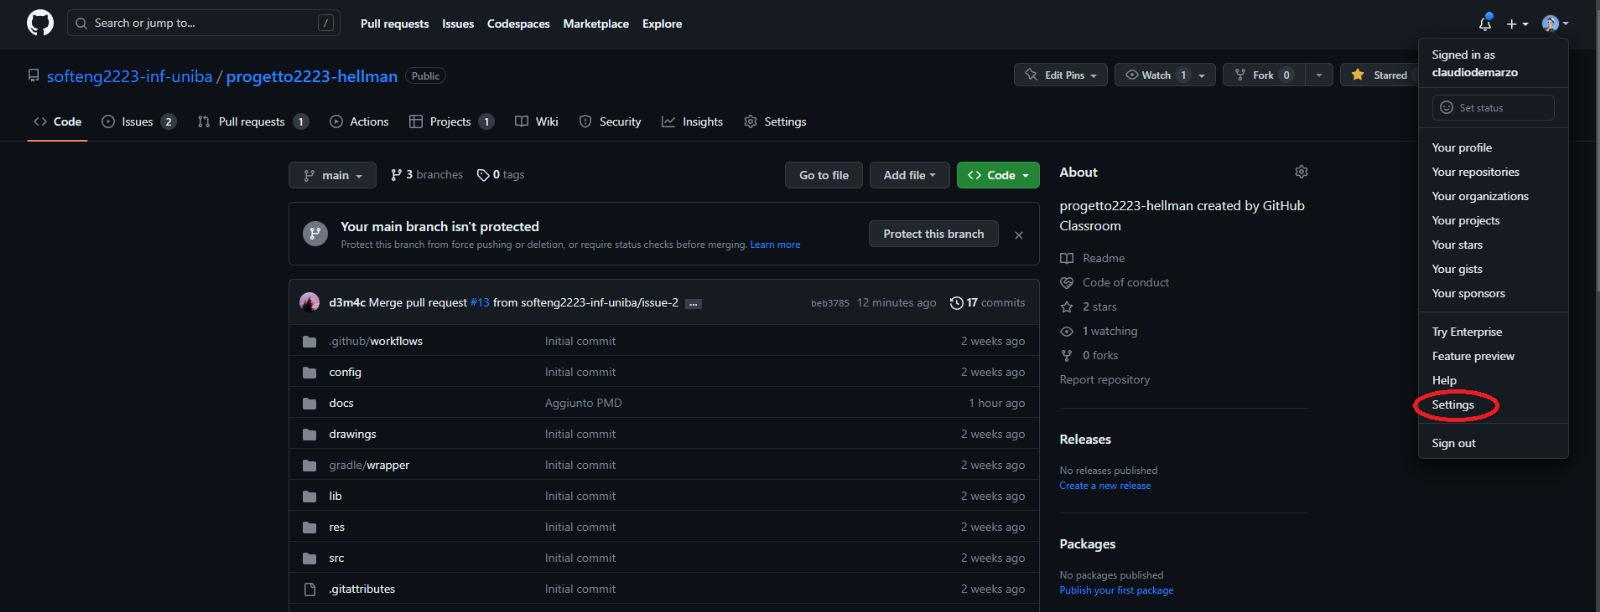 Search or jump to...
/
Pull requests Issues Codespaces Marketplace Explore
softeng2223-inf-uniba / progetto2223-hellman Public
Edit Pins
Watch 1
Fork 0
Starred
Code
Issues 2
Pull requests 1
Actions
Projects 1
Wiki
Security
Insights
Settings
main
3 branches
0 tags
Go to file
Add file
Code
Your main branch isn't protected
Protect this branch from force pushing or deletion, or require status checks before merging. Learn more
Protect this branch
d3m4c Merge pull request #13 from softeng2223-inf-uniba/issue-2 ...
beb3785 12 minutes ago 17 commits
.github/workflows Initial commit 2 weeks ago
config Initial commit 2 weeks ago
docs Aggiunto PMD 1 hour ago
drawings Initial commit 2 weeks ago
gradle/wrapper Initial commit 2 weeks ago
lib Initial commit 2 weeks ago
res Initial commit 2 weeks ago
src Initial commit 2 weeks ago
.gitattributes Initial commit 2 weeks ago
About
progetto2223-hellman created by GitHub
Classroom
Readme
Code of conduct
2 stars
1 watching
0 forks
Report repository
Releases
No releases published
Create a new release
Packages
No packages published
Publish your first package
Signed in as
claudiodemarzo
Set status
Your profile
Your repositories
Your organizations
Your projects
Your stars
Your gists
Your sponsors
Try Enterprise
Feature preview
Help
Settings
Sign out